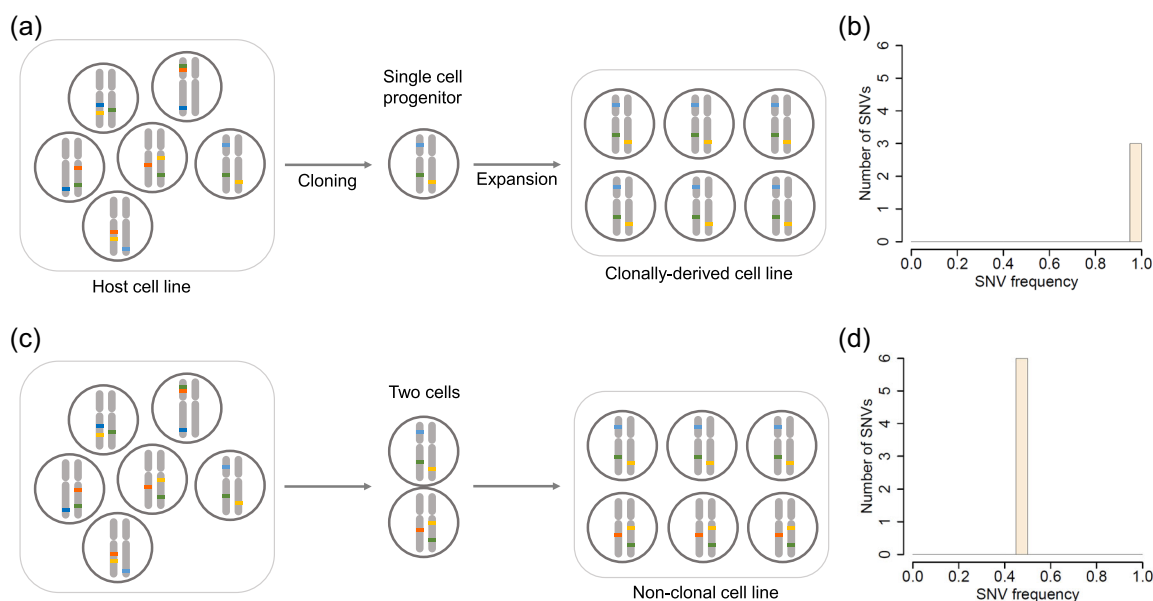 (a)
Host cell line
Cloning
Single cell
progenitor
Expansion
Clonally-derived cell line
(b)
Number of SNVs
6
5
4
3
2
1
0
0.0 0.2 0.4 0.6 0.8 1.0
SNV frequency
(c)
Two cells
Non-clonal cell line
(d)
Number of SNVs
6
5
4
3
2
1
0
0.0 0.2 0.4 0.6 0.8 1.0
SNV frequency